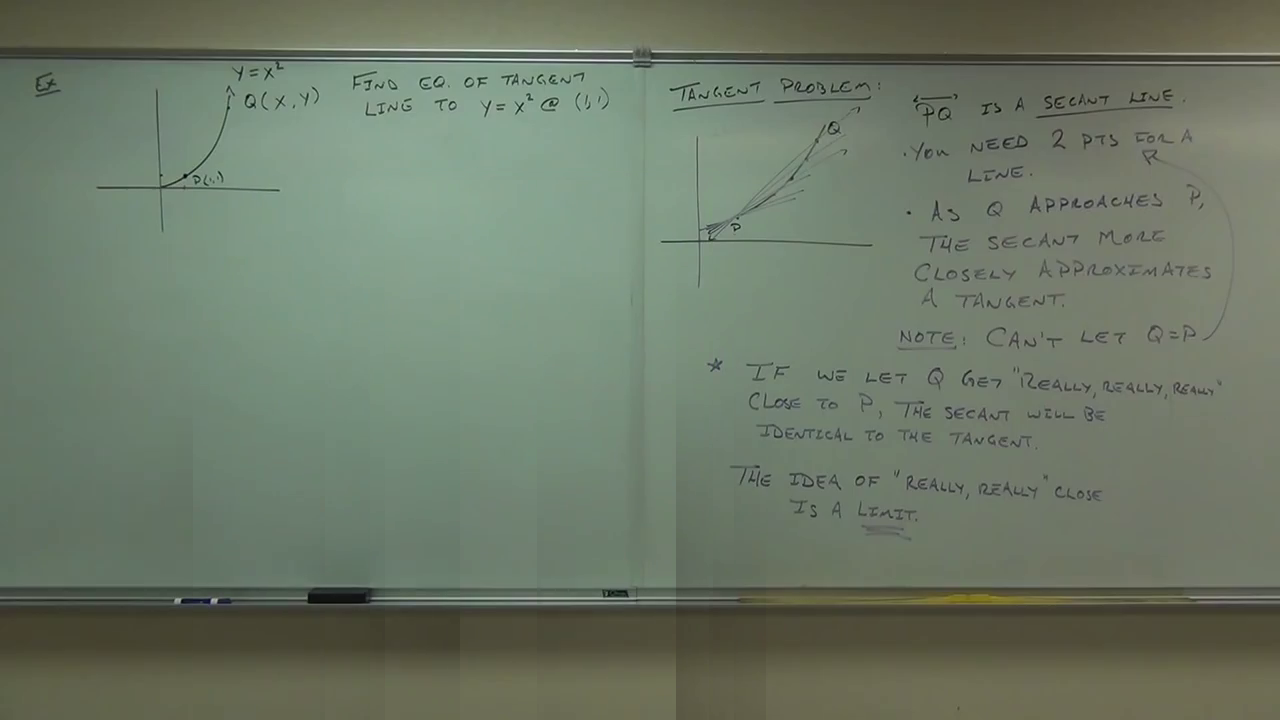 Ex
Y=X²
Q(X,Y)
P(1,1)
FIND EQ. OF TANGENT
LINE TO Y=X² @ (1,1)
TANGENT PROBLEM:
Q
P
PQ IS A SECANT LINE.
• YOU NEED 2 PTS FOR A
LINE.
• AS Q APPROACHES P,
THE SECANT MORE
CLOSELY APPROXIMATES
A TANGENT.
NOTE: CAN'T LET Q=P
* IF WE LET Q GET "REALLY, REALLY, REALLY"
CLOSE TO P, THE SECANT WILL BE
IDENTICAL TO THE TANGENT.
THE IDEA OF "REALLY, REALLY" CLOSE
IS A LIMIT.